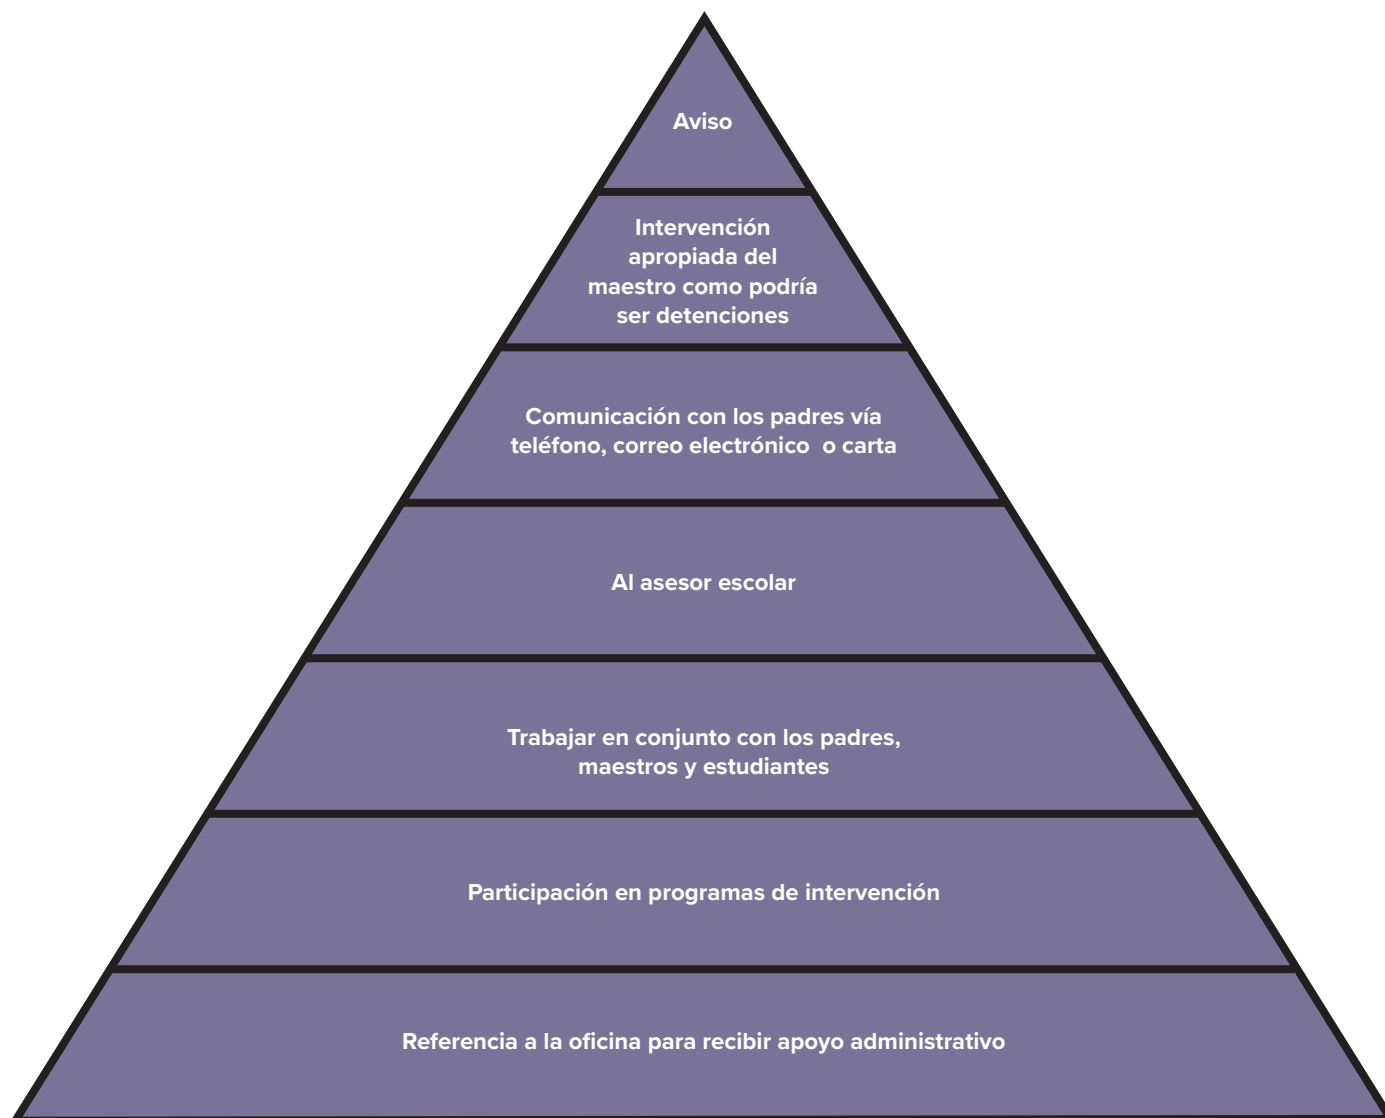 Aviso
Intervención
apropiada del
maestro como podría
ser detenciones
Comunicación con los padres vía
teléfono, correo electrónico  o carta
Al asesor escolar
Trabajar en conjunto con los padres,
maestros y estudiantes
Participación en programas de intervención
Referencia a la oficina para recibir apoyo administrativo